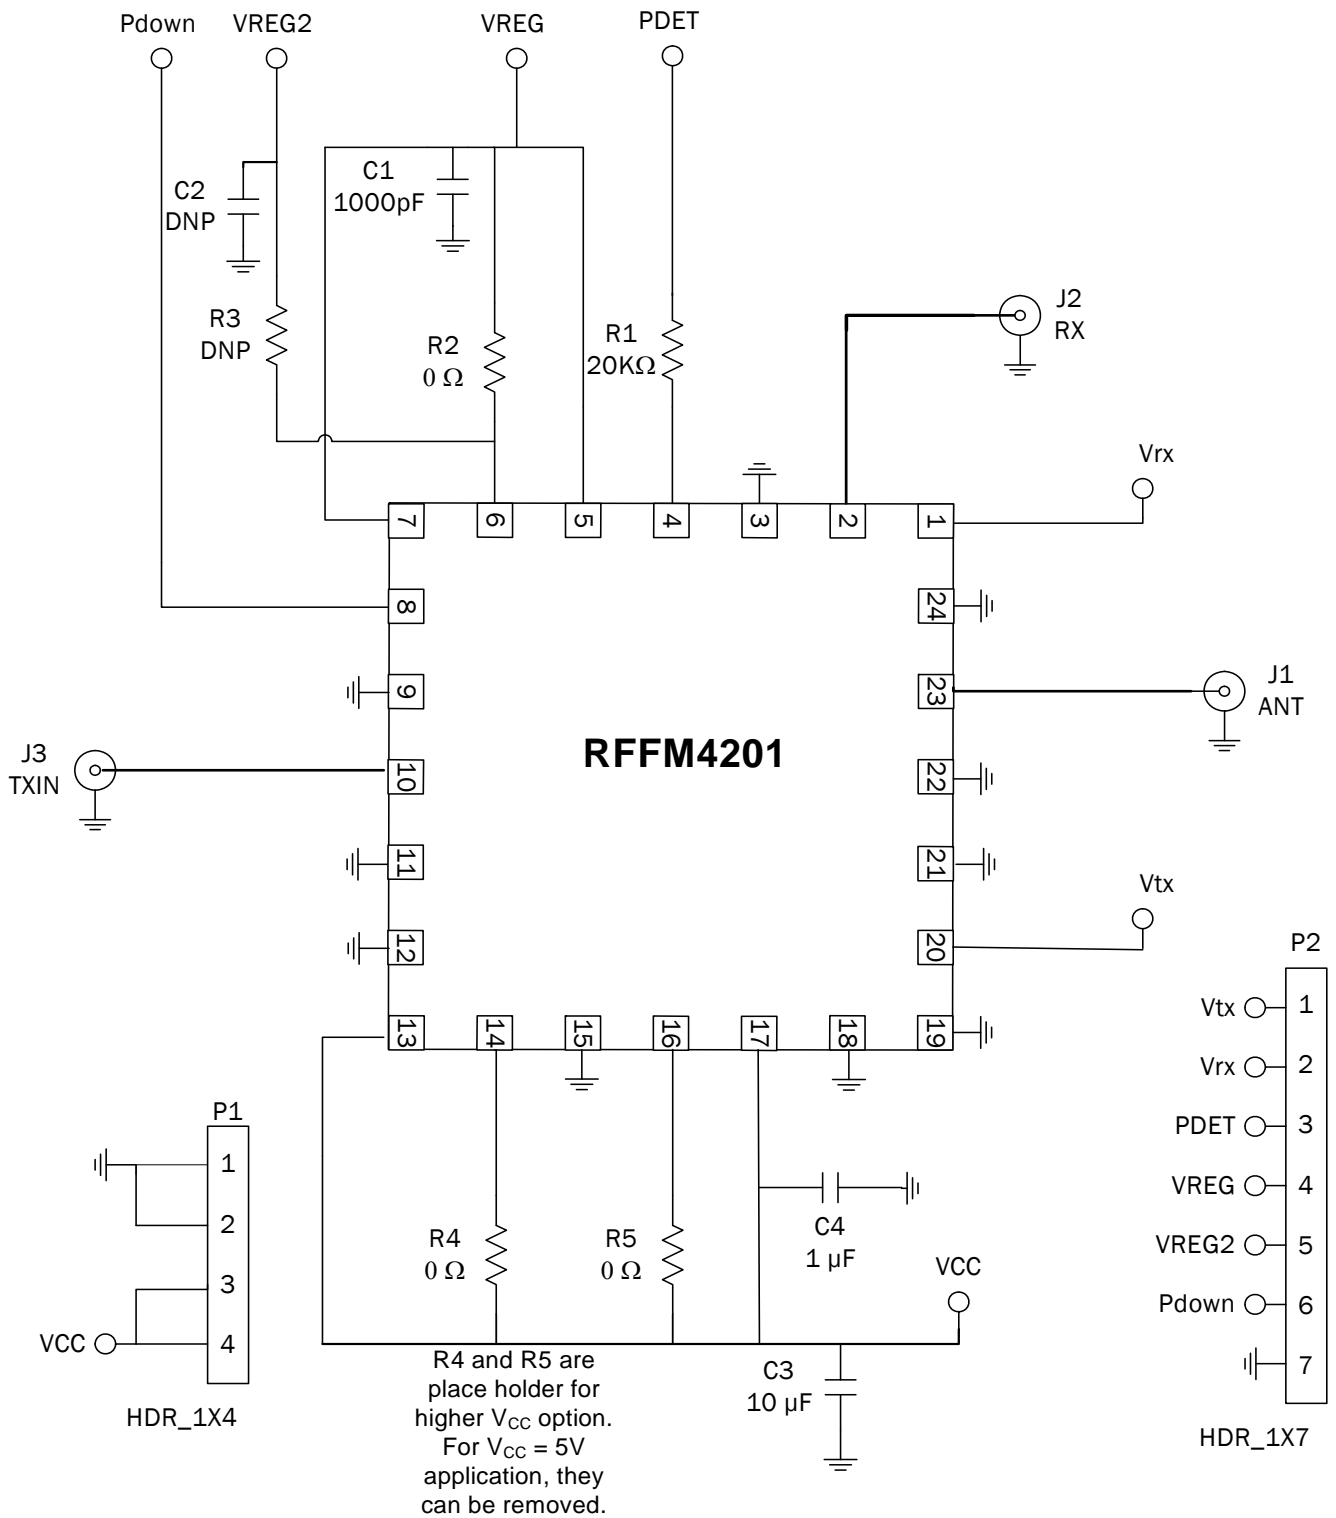 Pdown VREG2 VREG PDET
C1
1000pF
C2
DNP
R3
DNP
R2
0 Ω
R1
20KΩ
J2
RX
Vrx
7 6 5 4 3 2 1
8
24
9
23
J1
ANT
RFFM4201
J3
TXIN
10
22
11
21
Vtx
12
20
13 14 15 16 17 18 19
P2
Vtx 1
Vrx 2
PDET 3
VREG 4
VREG2 5
Pdown 6
7
HDR_1X7
P1
1
2
3
VCC 4
HDR_1X4
R4
0 Ω
R5
0 Ω
C4
1 µF
VCC
C3
10 µF
R4 and R5 are
place holder for
higher VCC option.
For VCC = 5V
application, they
can be removed.